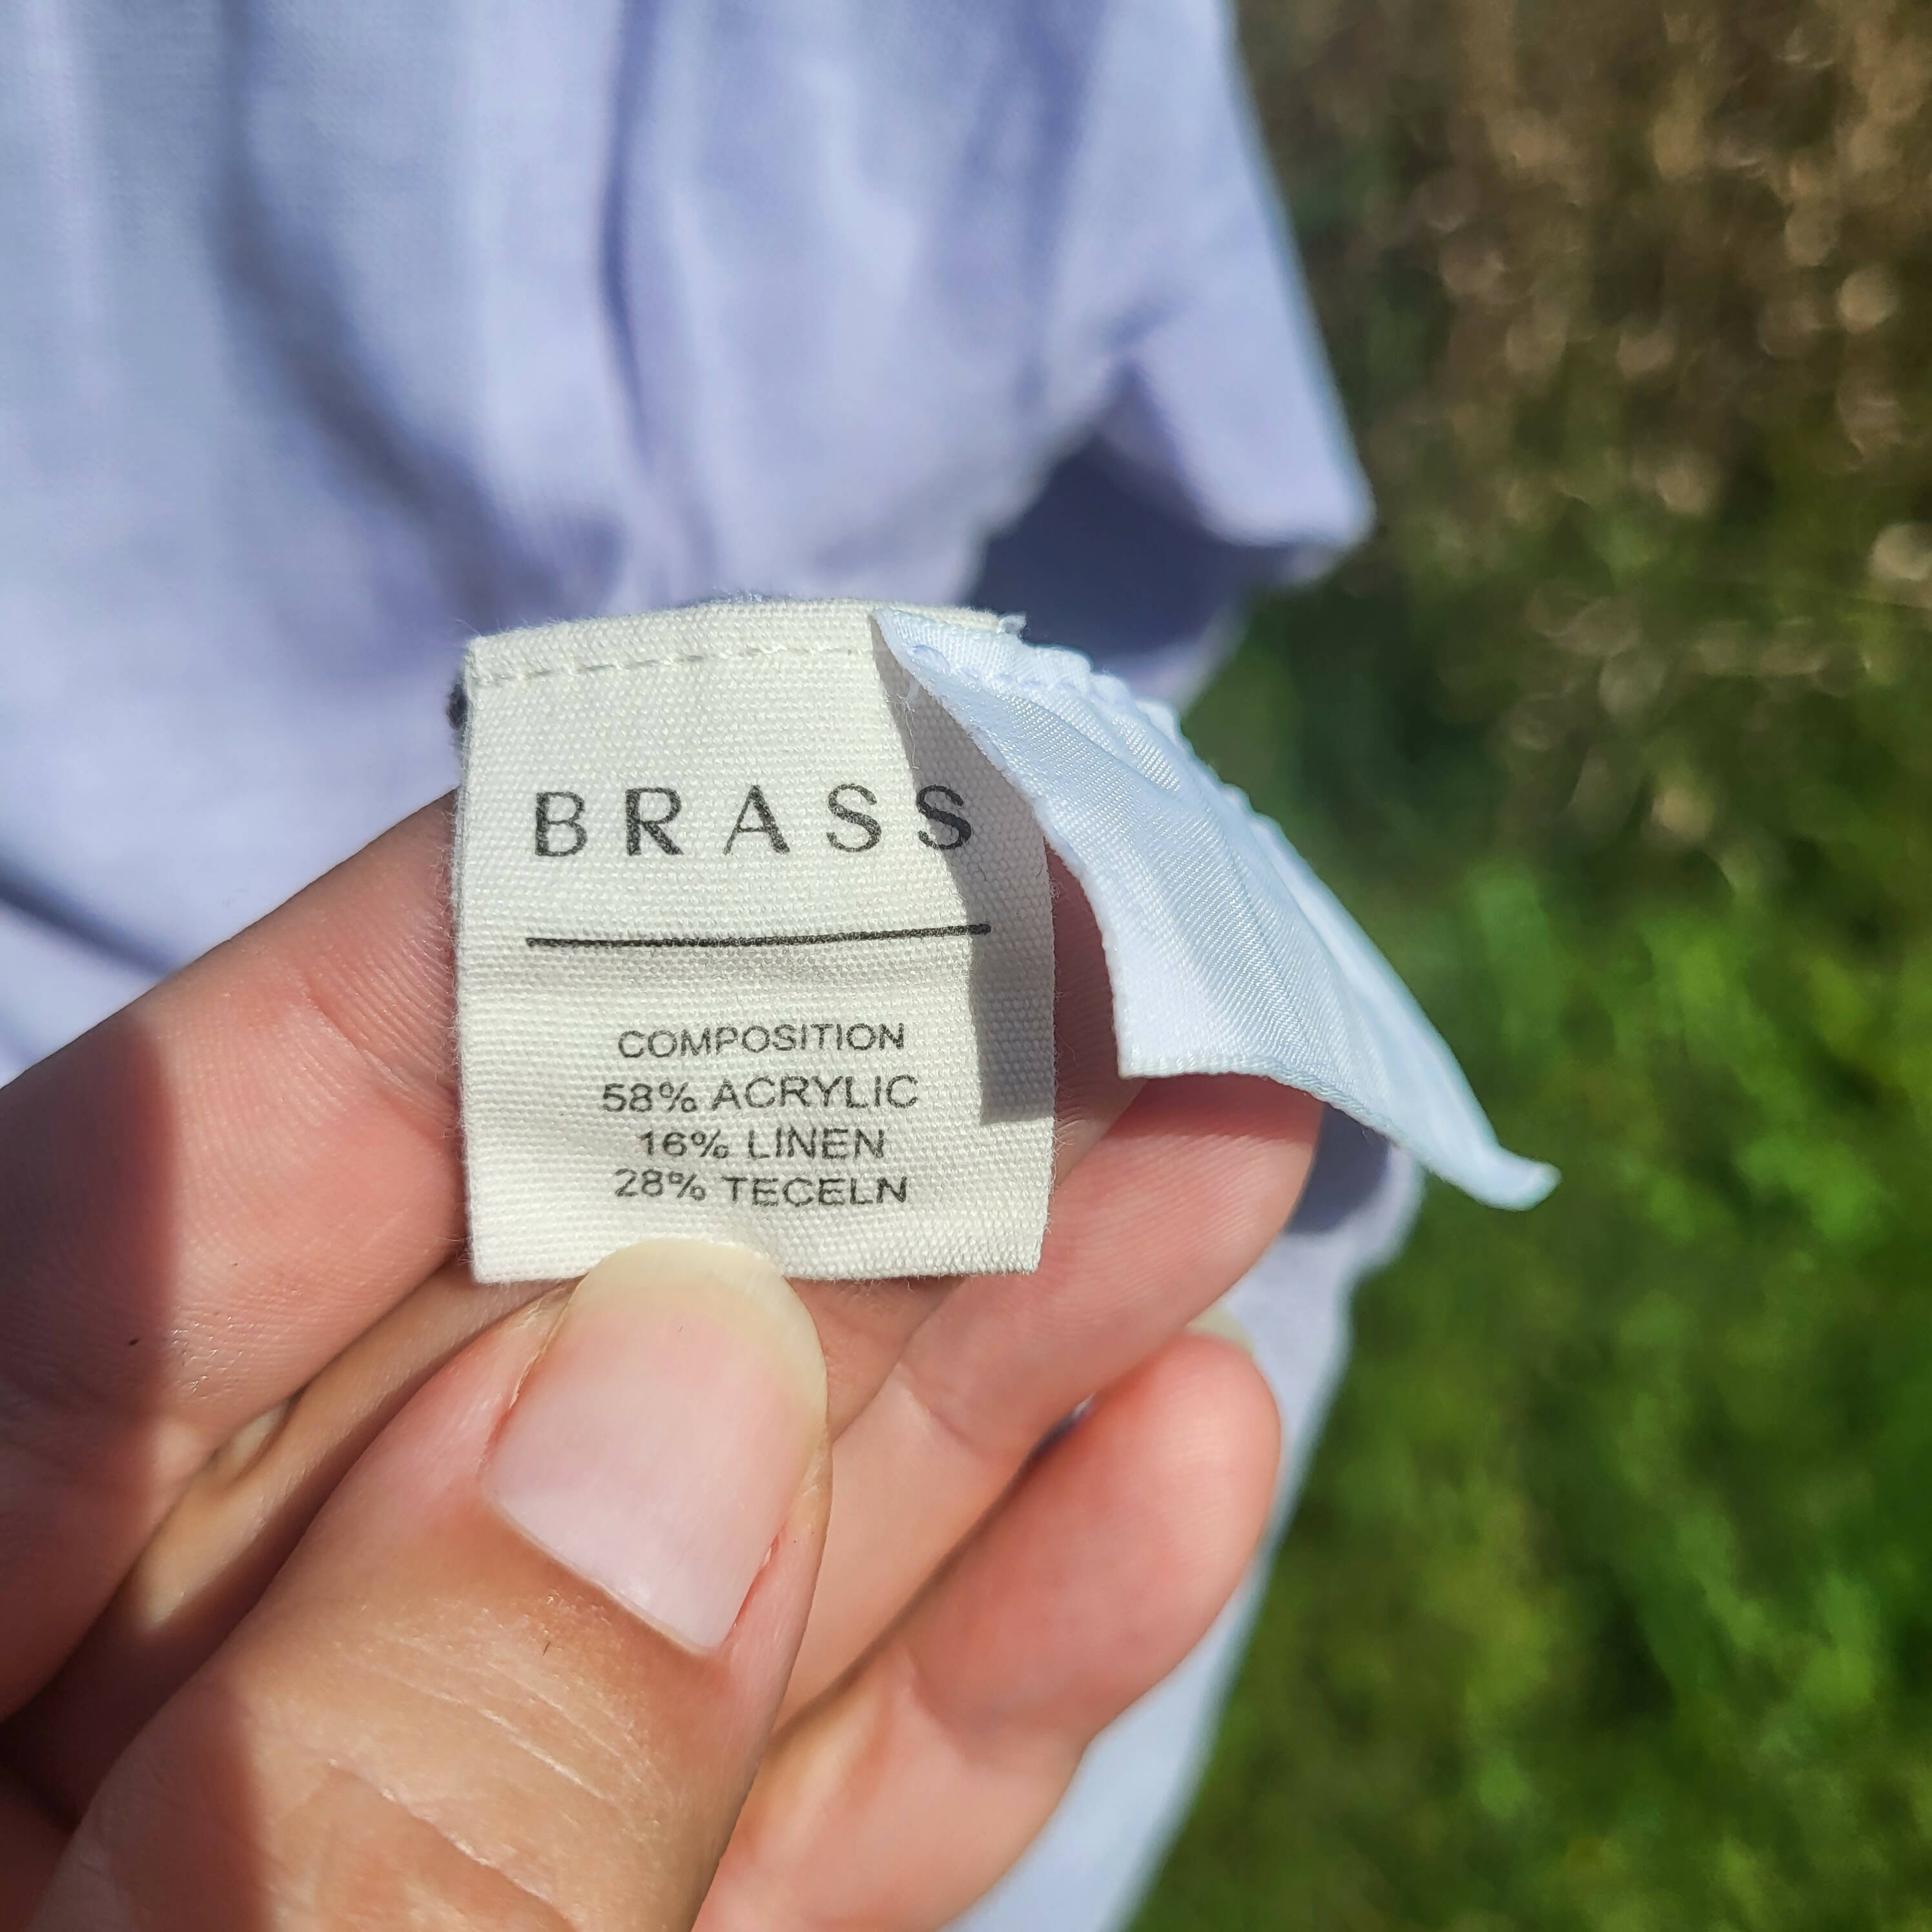 BRASS
COMPOSITION
58% ACRYLIC
16% LINEN
28% TECELN